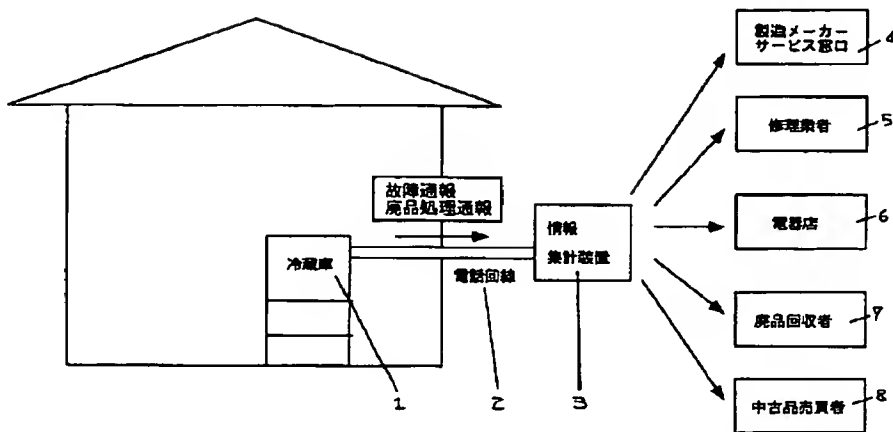 故障通報
廃品処理通報
冷蔵庫
電話回線
情報
集計装置
製造メーカー
サービス窓口
修理業者
電器店
廃品回収者
中古品売買者
1
2
3
4
5
6
7
8